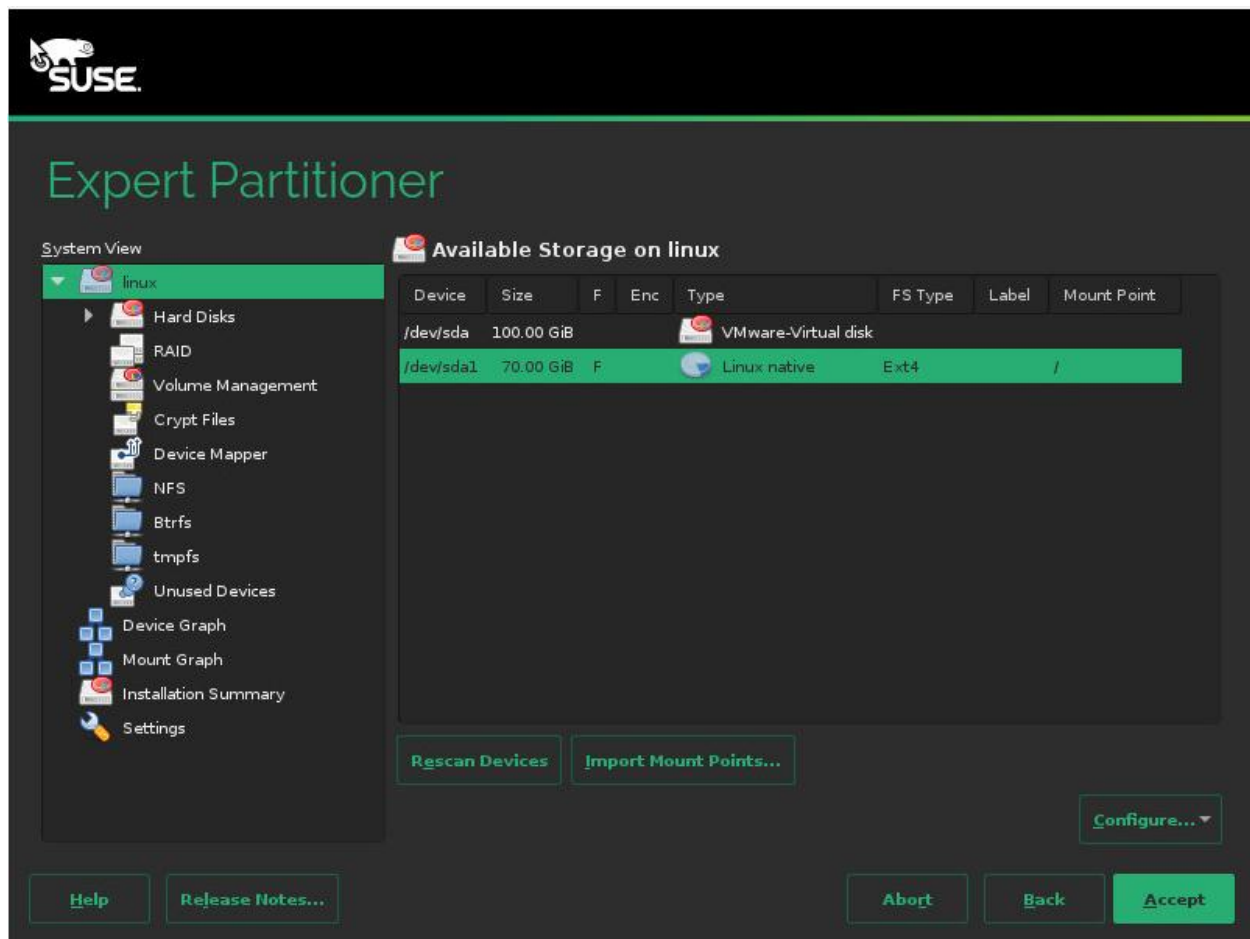 SUSE.
Expert Partitioner
System View
linux
Hard Disks
RAID
Volume Management
Crypt Files
Device Mapper
NFS
Btrfs
tmpfs
Unused Devices
Device Graph
Mount Graph
Installation Summary
Settings
Available Storage on linux
Device Size F Enc Type FS Type Label Mount Point
/dev/sda 100.00 GiB VMware-Virtual disk
/dev/sda1 70.00 GiB F Linux native Ext4 /
Rescan Devices Import Mount Points...
Configure...
Help Release Notes... Abort Back Accept